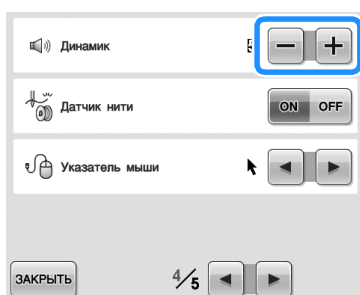 Динамик
Датчик нити
ON OFF
Указатель мыши
ЗАКРЫТЬ
4/5